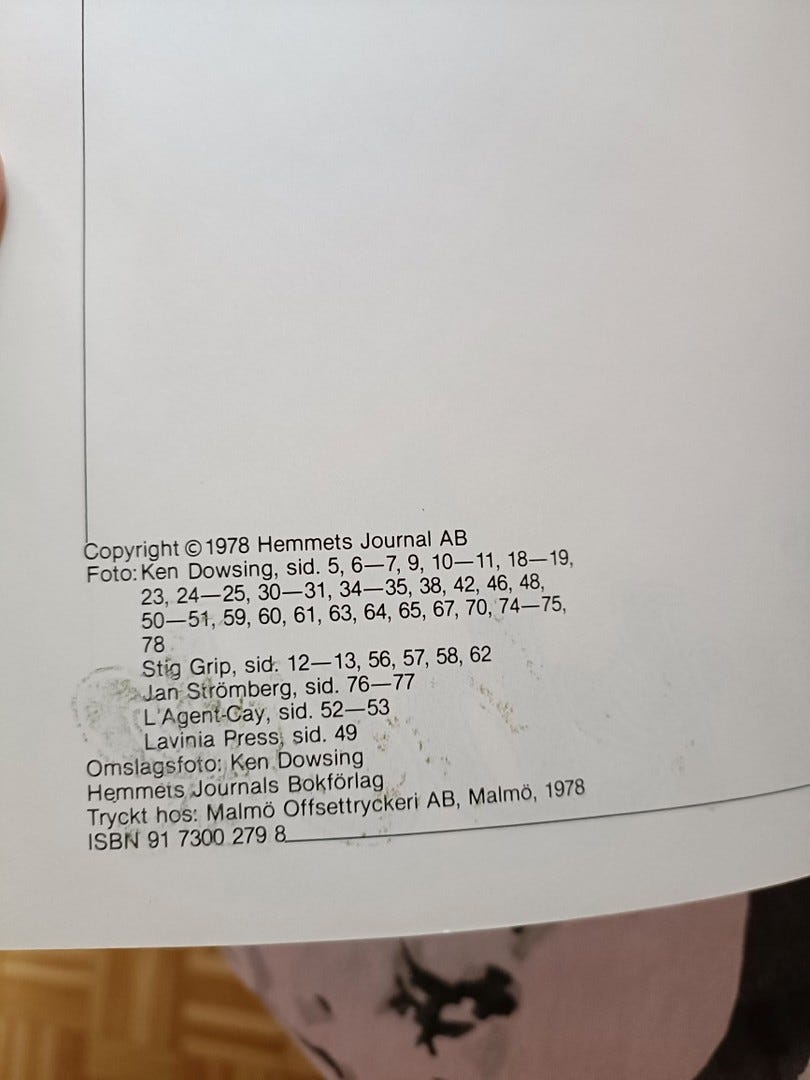 Copyright © 1978 Hemmets Journal AB
Foto: Ken Dowsing, sid. 5, 6—7, 9, 10—11, 18—19,
23, 24—25, 30—31, 34—35, 38, 42, 46, 48,
50—51, 59, 60, 61, 63, 64, 65, 67, 70, 74—75,
78
Stig Grip, sid. 12—13, 56, 57, 58, 62
Jan Strömberg, sid. 76—77
L'Agent-Cay, sid. 52—53
Lavinia Press, sid. 49
Omslagsfoto: Ken Dowsing
Hemmets Journals Bokförlag
Tryckt hos: Malmö Offsettryckeri AB, Malmö, 1978
ISBN 91 7300 279 8